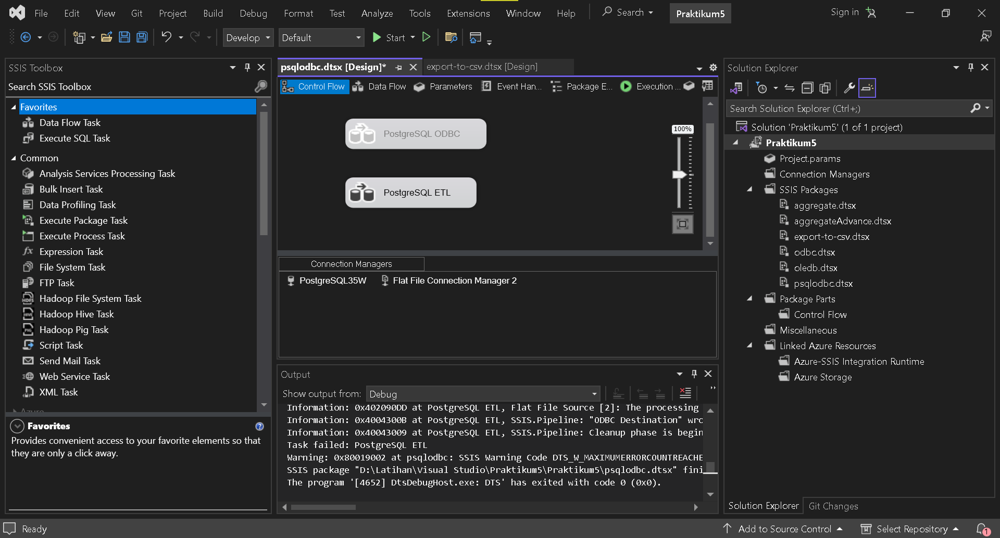 File Edit View Git Project Build Debug Format Test Analyze Tools Extensions Window Help Search Praktikum5 Sign in
Develop Default Start
SSIS Toolbox
Search SSIS Toolbox
Favorites
Data Flow Task
Execute SQL Task
Common
Analysis Services Processing Task
Bulk Insert Task
Data Profiling Task
Execute Package Task
Execute Process Task
Expression Task
File System Task
FTP Task
Hadoop File System Task
Hadoop Hive Task
Hadoop Pig Task
Script Task
Send Mail Task
Web Service Task
XML Task
Azure
Favorites
Provides convenient access to your favorite elements so that
they are only a click away.
psqlodbc.dtsx [Design]* export-to-csv.dtsx [Design]
Control Flow Data Flow Parameters Event Han... Package E... Execution ...
PostgreSQL ODBC
100%
PostgreSQL ETL
Connection Managers
PostgreSQL35W Flat File Connection Manager 2
Output
Show output from: Debug
Information: 0x402090DD at PostgreSQL ETL, Flat File Source [2]: The processing
Information: 0x4004300B at PostgreSQL ETL, SSIS.Pipeline: "ODBC Destination" wro
Information: 0x40043009 at PostgreSQL ETL, SSIS.Pipeline: Cleanup phase is begin
Task failed: PostgreSQL ETL
Warning: 0x80019002 at psqlodbc: SSIS Warning Code DTS_W_MAXIMUMERRORCOUNTREACHE
SSIS package "D:\Latihan\Visual Studio\Praktikum5\Praktikum5\psqlodbc.dtsx" fini
The program '[4652] DtsDebugHost.exe: DTS' has exited with code 0 (0x0).
Solution Explorer
Search Solution Explorer (Ctrl+;)
Solution 'Praktikum5' (1 of 1 project)
Praktikum5
Project.params
Connection Managers
SSIS Packages
aggregate.dtsx
aggregateAdvance.dtsx
export-to-csv.dtsx
odbc.dtsx
oledb.dtsx
psqlodbc.dtsx
Package Parts
Control Flow
Miscellaneous
Linked Azure Resources
Azure-SSIS Integration Runtime
Azure Storage
Solution Explorer Git Changes
Ready Add to Source Control Select Repository 1